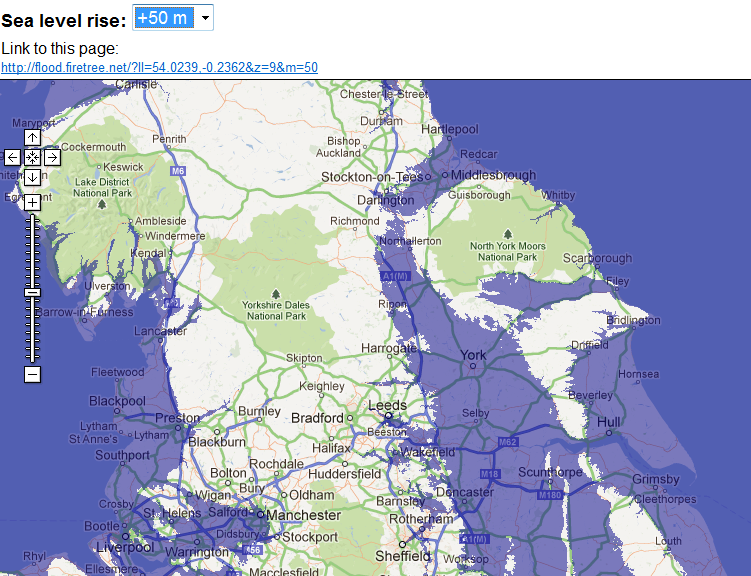 Sea level rise: +50 m
Link to this page:
http://flood.firetree.net/?ll=54.0239,-0.2362&z=9&m=50
Carlisle
Chester-le-Street
Maryport
Durham
Hartlepool
Cockermouth
Penrith
Bishop
Auckland
Redcar
Keswick
M6
Stockton-on-Tees
Middlesbrough
Lake District
National Park
Darlington
Guisborough
Whitby
Ambleside
Richmond
Windermere
Northallerton
North York Moors
National Park
Kendal
Scarborough
A1(M)
Filey
Ulverston
Yorkshire Dales
National Park
Ripon
Barrow-in-Furness
Bridlington
Lancaster
Harrogate
York
Driffield
Skipton
Fleetwood
Keighley
Hornsea
Blackpool
Burnley
Bradford
Leeds
Selby
Beverley
Preston
Lytham
St Anne's
Lytham
Blackburn
Beeston
Hull
Halifax
Wakefield
M62
Southport
Rochdale
Huddersfield
Bolton
M18
Scunthorpe
Grimsby
Bury
Wigan
Oldham
Barnsley
Doncaster
M180
Cleethorpes
Crosby
St. Helens
Salford
Manchester
Rotherham
Bootle
Didsbury
Stockport
A1(M)
Louth
Liverpool
Warrington
M56
Sheffield
Rhyl
Worksop
Ellesmere
Macclesfield